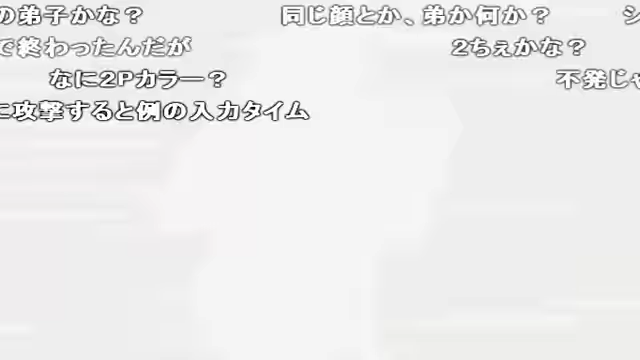 の弟子かな？ 同じ顔とか、弟か何か？ シ
で終わったんだが 2ちぇかな？
なに2Pカラー？ 不発じゃ
に攻撃すると例の入力タイム